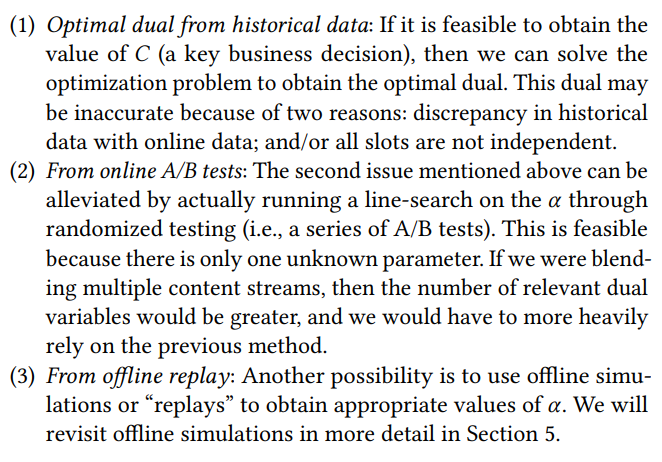 (1) Optimal dual from historical data: If it is feasible to obtain the
value of C (a key business decision), then we can solve the
optimization problem to obtain the optimal dual. This dual may
be inaccurate because of two reasons: discrepancy in historical
data with online data; and/or all slots are not independent.
(2) From online A/B tests: The second issue mentioned above can be
alleviated by actually running a line-search on the α through
randomized testing (i.e., a series of A/B tests). This is feasible
because there is only one unknown parameter. If we were blend-
ing multiple content streams, then the number of relevant dual
variables would be greater, and we would have to more heavily
rely on the previous method.
(3) From offline replay: Another possibility is to use offline simu-
lations or “replays” to obtain appropriate values of α. We will
revisit offline simulations in more detail in Section 5.